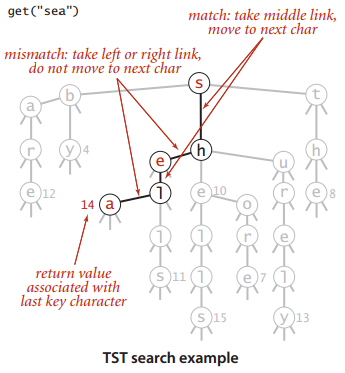 get("sea")
match: take middle link,
move to next char
mismatch: take left or right link,
do not move to next char
s
b
t
a
r
y 4
h
h
e
u
e 12
14 a
l
e 10
o
r
e 8
l
l
r
e
return value
associated with
last key character
s 11
l
e 7
l
s 15
y 13
TST search example